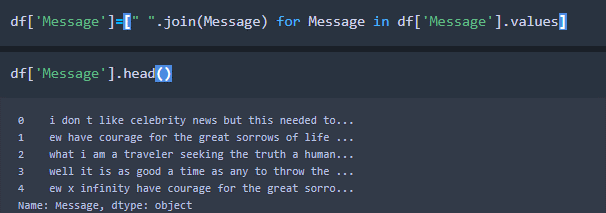 df['Message']=[" ".join(Message) for Message in df['Message'].values]
df['Message'].head()
0    i don t like celebrity news but this needed to...
1    ew have courage for the great sorrows of life ...
2    what i am a traveler seeking the truth a human...
3    well it is as good a time as any to throw the ...
4    ew x infinity have courage for the great sorro...
Name: Message, dtype: object